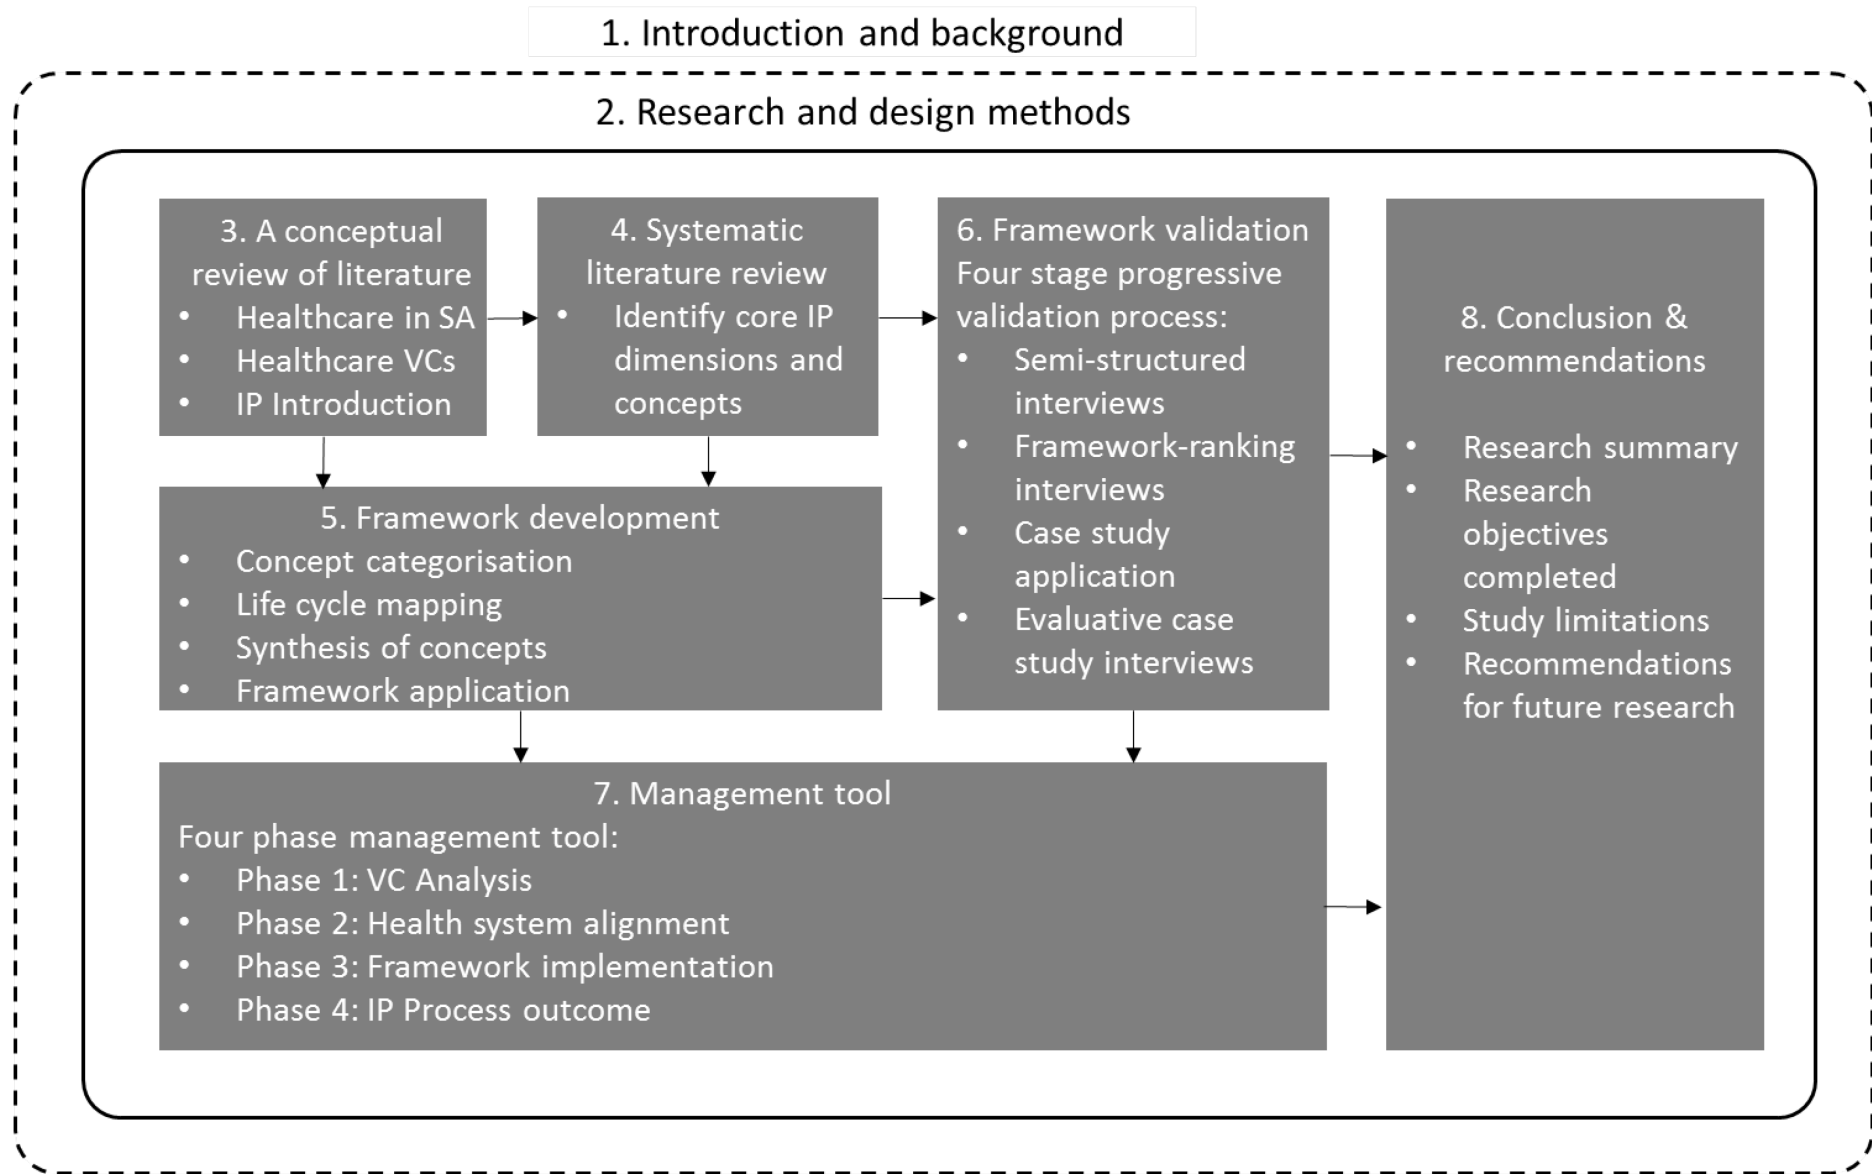 1. Introduction and background
2. Research and design methods
3. A conceptual
review of literature
• Healthcare in SA
• Healthcare VCs
• IP Introduction
4. Systematic
literature review
• Identify core IP
dimensions and
concepts
5. Framework development
• Concept categorisation
• Life cycle mapping
• Synthesis of concepts
• Framework application
6. Framework validation
Four stage progressive
validation process:
• Semi-structured
interviews
• Framework-ranking
interviews
• Case study
application
• Evaluative case
study interviews
7. Management tool
Four phase management tool:
• Phase 1: VC Analysis
• Phase 2: Health system alignment
• Phase 3: Framework implementation
• Phase 4: IP Process outcome
8. Conclusion &
recommendations
• Research summary
• Research
objectives
completed
• Study limitations
• Recommendations
for future research